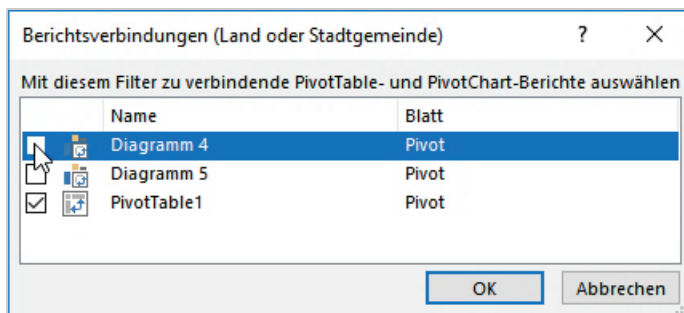 Berichtsverbindungen (Land oder Stadtgemeinde) ? ×
Mit diesem Filter zu verbindende PivotTable- und PivotChart-Berichte auswählen
Name Blatt
Diagramm 4 Pivot
Diagramm 5 Pivot
PivotTable1 Pivot
OK Abbrechen